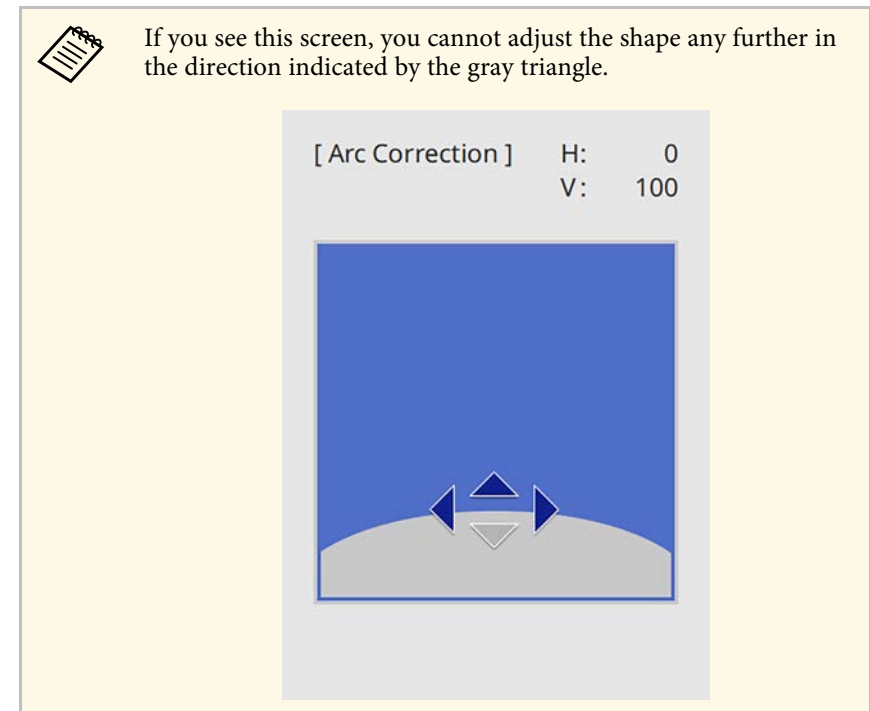 If you see this screen, you cannot adjust the shape any further in
the direction indicated by the gray triangle.
[ Arc Correction ] H: 0
V: 100